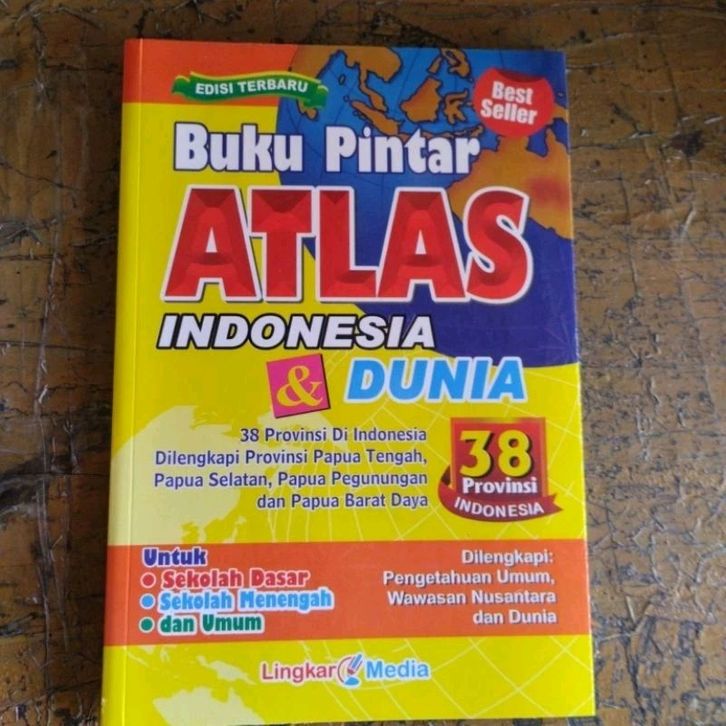 EDISI TERBARU
Best
Seller
Buku Pintar
ATLAS
INDONESIA
& DUNIA
38 Provinsi Di Indonesia
Dilengkapi Provinsi Papua Tengah,
Papua Selatan, Papua Pegunungan
dan Papua Barat Daya
38
Provinsi
INDONESIA
Untuk
• Sekolah Dasar
• Sekolah Menengah
• dan Umum
Dilengkapi:
Pengetahuan Umum,
Wawasan Nusantara
dan Dunia
Lingkar Media